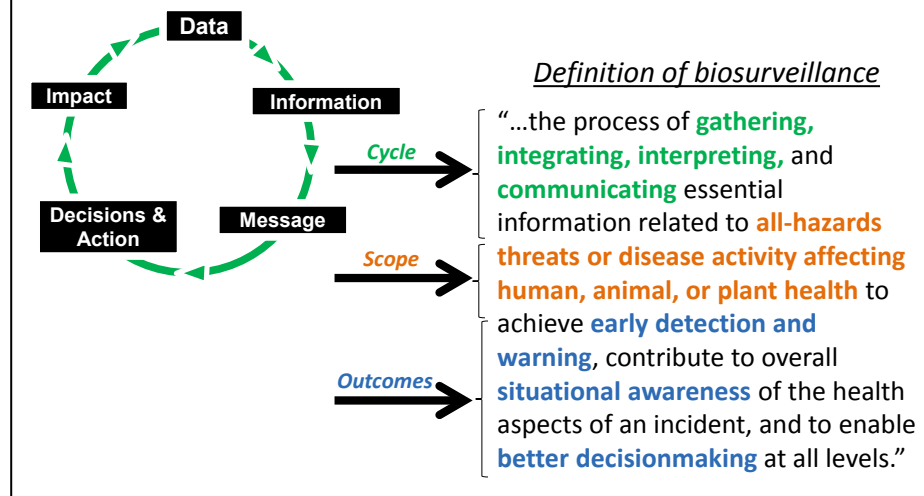 Data
Information
Message
Decisions &
Action
Impact
Cycle
Scope
Outcomes
Definition of biosurveillance
“…the process of gathering,
integrating, interpreting, and
communicating essential
information related to all-hazards
threats or disease activity affecting
human, animal, or plant health to
achieve early detection and
warning, contribute to overall
situational awareness of the health
aspects of an incident, and to enable
better decisionmaking at all levels.”